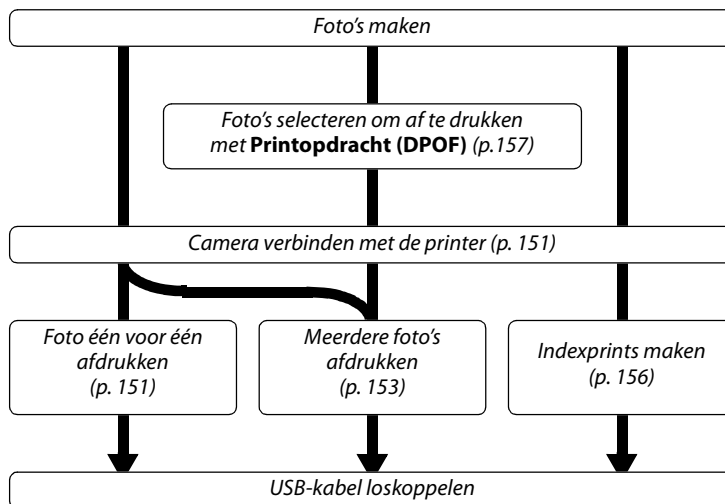 Foto's maken
Foto's selecteren om af te drukken
met Printopdracht (DPOF) (p.157)
Camera verbinden met de printer (p. 151)
Foto één voor één
afdrukken
(p. 151)
Meerdere foto's
afdrukken
(p. 153)
Indexprints maken
(p. 156)
USB-kabel loskoppelen